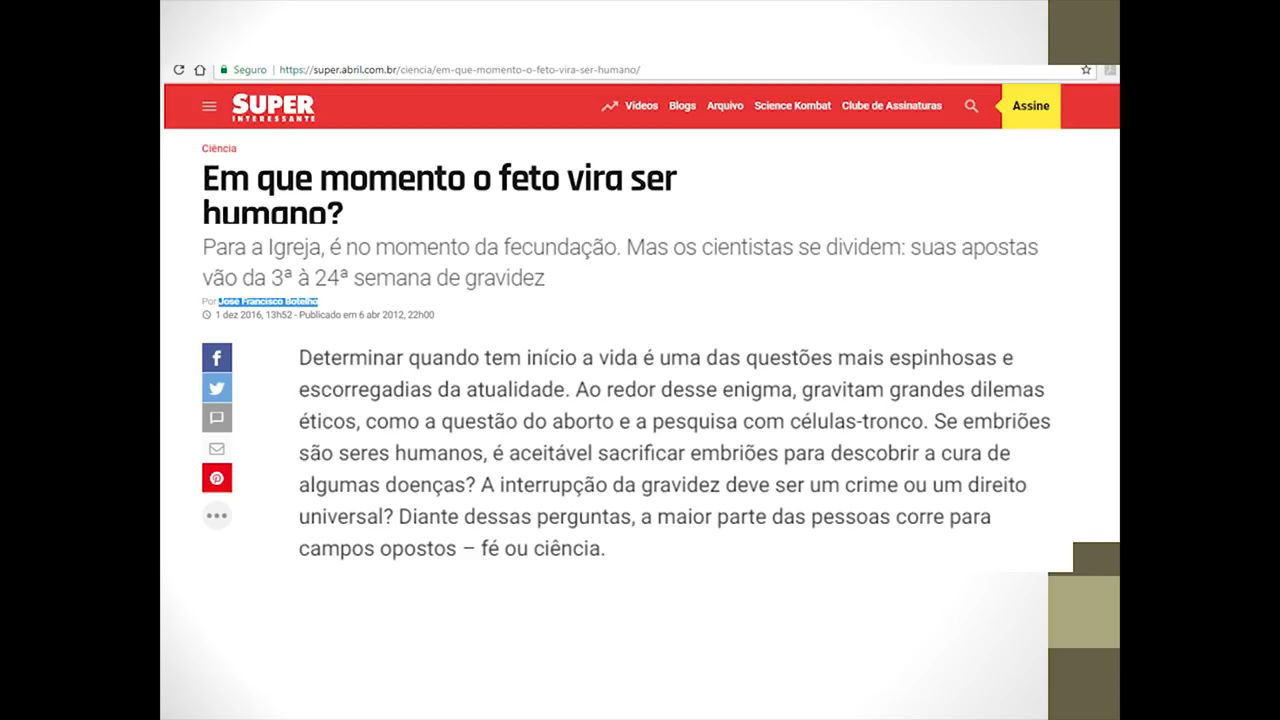 Seguro | https://super.abril.com.br/ciencia/em-que-momento-o-feto-vira-ser-humano/
SUPER
INTERESSANTE
Vídeos Blogs Arquivo Science Kombat Clube de Assinaturas Assine
Ciência
Em que momento o feto vira ser
humano?
Para a Igreja, é no momento da fecundação. Mas os cientistas se dividem: suas apostas
vão da 3ª à 24ª semana de gravidez
Por José Francisco Botelho
1 dez 2016, 13h52 - Publicado em 6 abr 2012, 22h00
Determinar quando tem início a vida é uma das questões mais espinhosas e
escorregadias da atualidade. Ao redor desse enigma, gravitam grandes dilemas
éticos, como a questão do aborto e a pesquisa com células-tronco. Se embriões
são seres humanos, é aceitável sacrificar embriões para descobrir a cura de
algumas doenças? A interrupção da gravidez deve ser um crime ou um direito
universal? Diante dessas perguntas, a maior parte das pessoas corre para
campos opostos – fé ou ciência.